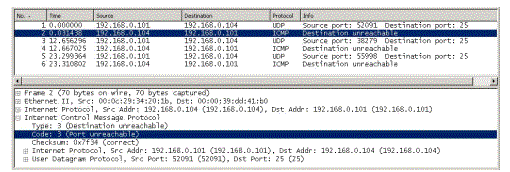 No. - Time Source Destination Protocol Info
1 0.000000 192.168.0.101 192.168.0.104 UDP Source port: 52091 Destination port: 25
2 0.031438 192.168.0.104 192.168.0.101 ICMP Destination unreachable
3 12.656296 192.168.0.101 192.168.0.104 UDP Source port: 38279 Destination port: 25
4 12.667025 192.168.0.104 192.168.0.101 ICMP Destination unreachable
5 23.299364 192.168.0.101 192.168.0.104 UDP Source port: 55998 Destination port: 25
6 23.310802 192.168.0.104 192.168.0.101 ICMP Destination unreachable
Frame 2 (70 bytes on wire, 70 bytes captured)
Ethernet II, Src: 00:0c:29:34:20:1b, Dst: 00:00:39:dd:41:b0
Internet Protocol, Src Addr: 192.168.0.104 (192.168.0.104), Dst Addr: 192.168.0.101 (192.168.0.101)
Internet Control Message Protocol
Type: 3 (Destination unreachable)
Code: 3 (Port unreachable)
Checksum: 0x7f34 (correct)
Internet Protocol, Src Addr: 192.168.0.101 (192.168.0.101), Dst Addr: 192.168.0.104 (192.168.0.104)
User Datagram Protocol, Src Port: 52091 (52091), Dst Port: 25 (25)